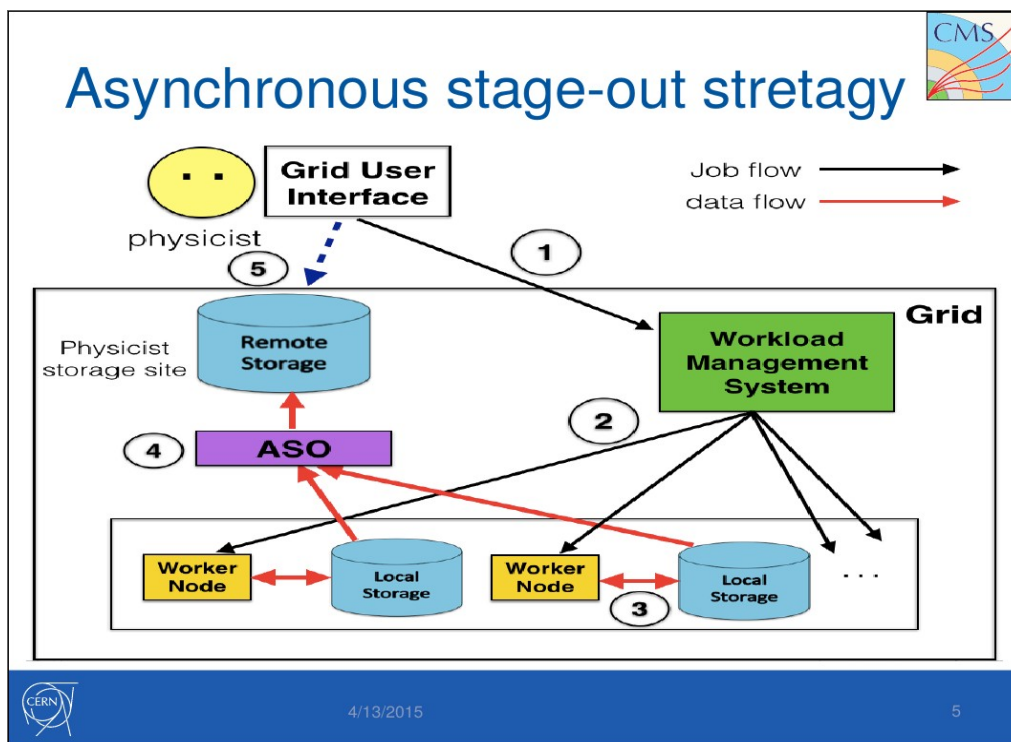 CMS
Asynchronous stage-out stretagy
Grid User
Interface
physicist
Job flow
data flow
1
5
Grid
Physicist
storage site
Remote
Storage
Workload
Management
System
2
4
ASO
Worker
Node
Local
Storage
Worker
Node
3
Local
Storage
. . .
CERN
4/13/2015
5